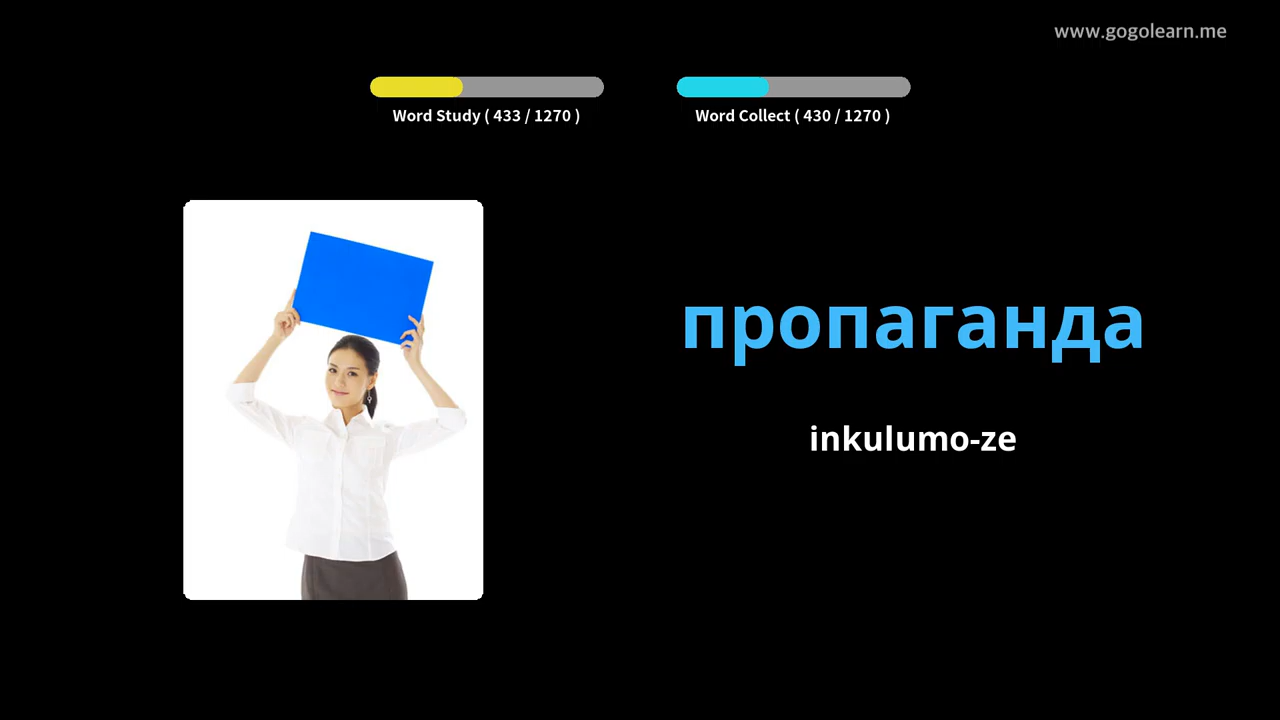 www.gogolearn.me
Word Study ( 433 / 1270 )
Word Collect ( 430 / 1270 )
пропаганда
inkulumo-ze